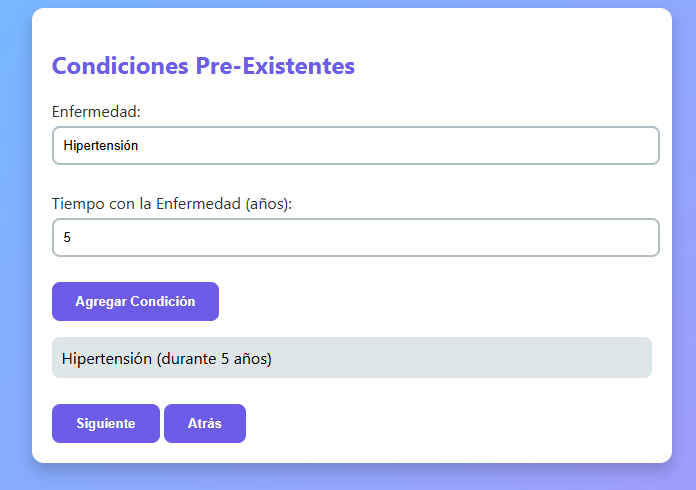 Condiciones Pre-Existentes
Enfermedad:
Hipertensión
Tiempo con la Enfermedad (años):
5
Agregar Condición
Hipertensión (durante 5 años)
Siguiente Atrás